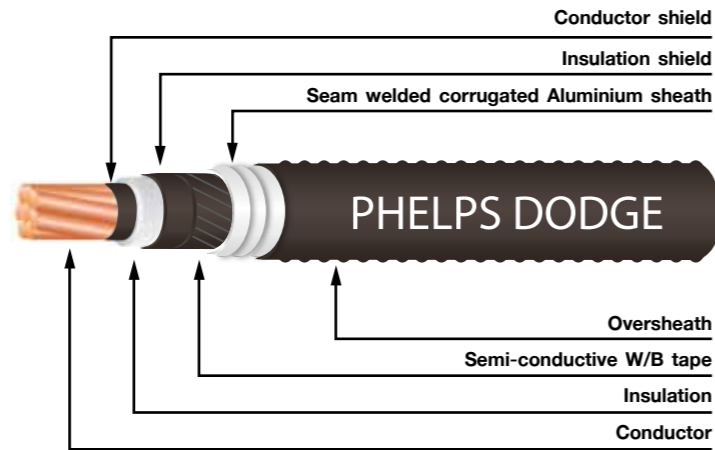 Conductor shield
Insulation shield
Seam welded corrugated Aluminium sheath
PHELPS DODGE
Oversheath
Semi-conductive W/B tape
Insulation
Conductor